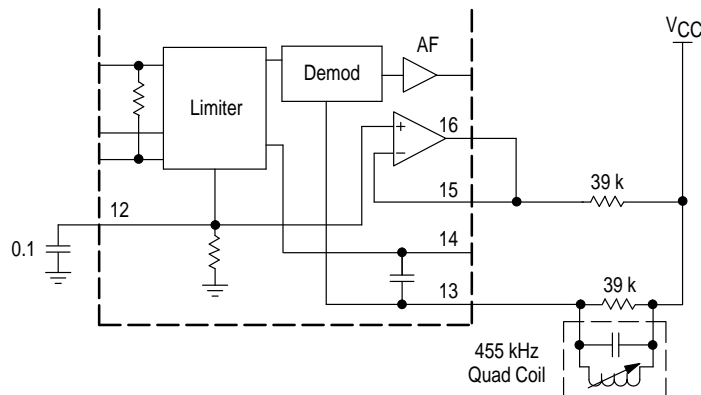 VCC
AF
Demod
Limiter
16
15
39 k
12
14
0.1
13
39 k
455 kHz
Quad Coil